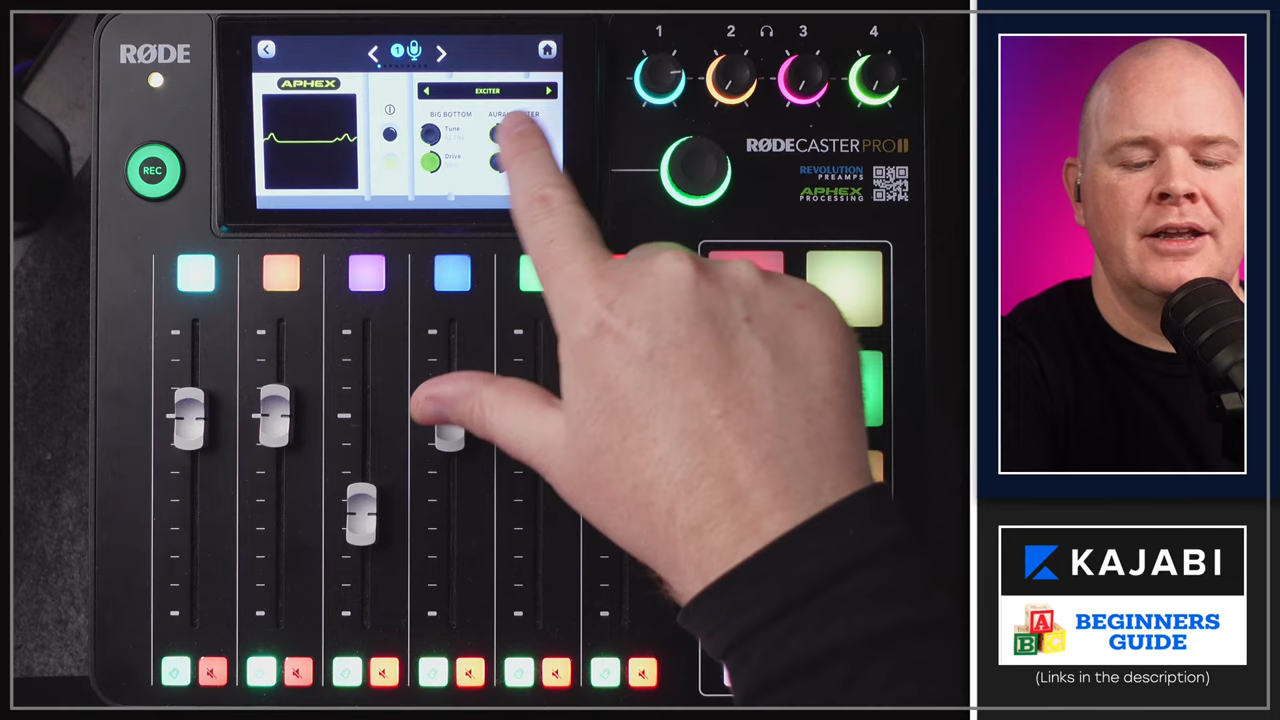 RØDE
REC
1
APHEX
EXCITER
BIG BOTTOM
Tune
Drive
1
2
3
4
RØDECASTER PRO II
REVOLUTION
PREAMPS
APHEX
PROCESSING
KAJABI
A
B
C
BEGINNERS
GUIDE
(Links in the description)